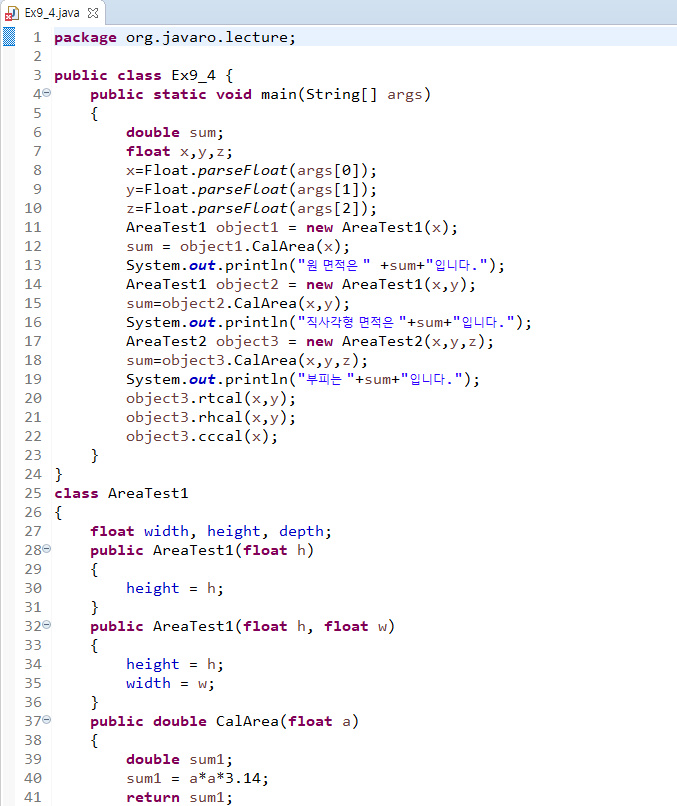 Ex9_4.java
1 package org.javaro.lecture;
2
3 public class Ex9_4 {
4     public static void main(String[] args)
5     {
6         double sum;
7         float x,y,z;
8         x=Float.parseFloat(args[0]);
9         y=Float.parseFloat(args[1]);
10         z=Float.parseFloat(args[2]);
11         AreaTest1 object1 = new AreaTest1(x);
12         sum = object1.CalArea(x);
13         System.out.println("원 면적은 " +sum+"입니다.");
14         AreaTest1 object2 = new AreaTest1(x,y);
15         sum=object2.CalArea(x,y);
16         System.out.println("직사각형 면적은 "+sum+"입니다.");
17         AreaTest2 object3 = new AreaTest2(x,y,z);
18         sum=object3.CalArea(x,y,z);
19         System.out.println("부피는 "+sum+"입니다.");
20         object3.rtcal(x,y);
21         object3.rhcal(x,y);
22         object3.cccal(x);
23     }
24 }
25 class AreaTest1
26 {
27     float width, height, depth;
28     public AreaTest1(float h)
29     {
30         height = h;
31     }
32     public AreaTest1(float h, float w)
33     {
34         height = h;
35         width = w;
36     }
37     public double CalArea(float a)
38     {
39         double sum1;
40         sum1 = a*a*3.14;
41         return sum1;